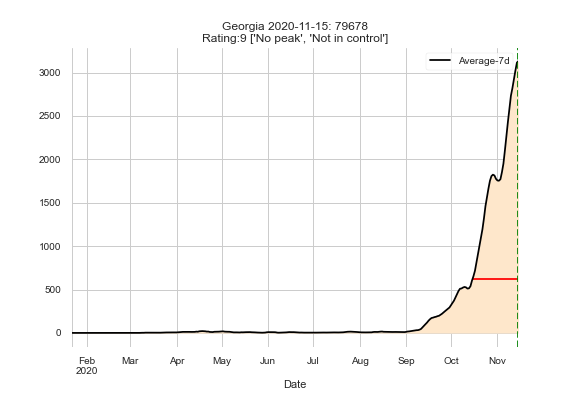 Georgia 2020-11-15: 79678
Rating:9 ['No peak', 'Not in control']
Average-7d
3000
2500
2000
1500
1000
500
0
Feb Mar Apr May Jun Jul Aug Sep Oct Nov
2020
Date